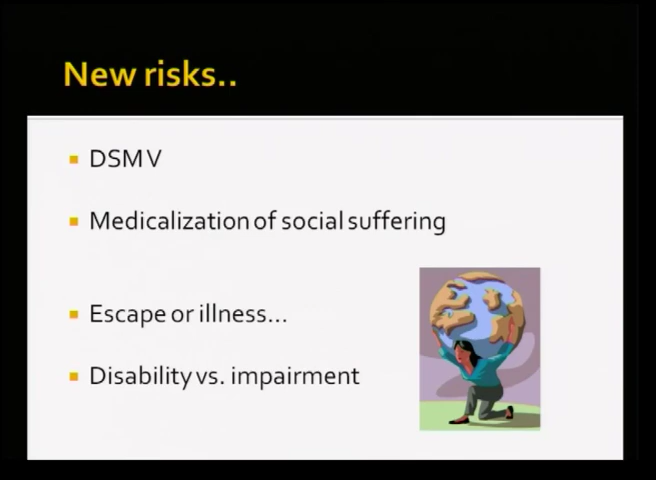 New risks..
DSM V
Medicalization of social suffering
Escape or illness...
Disability vs. impairment